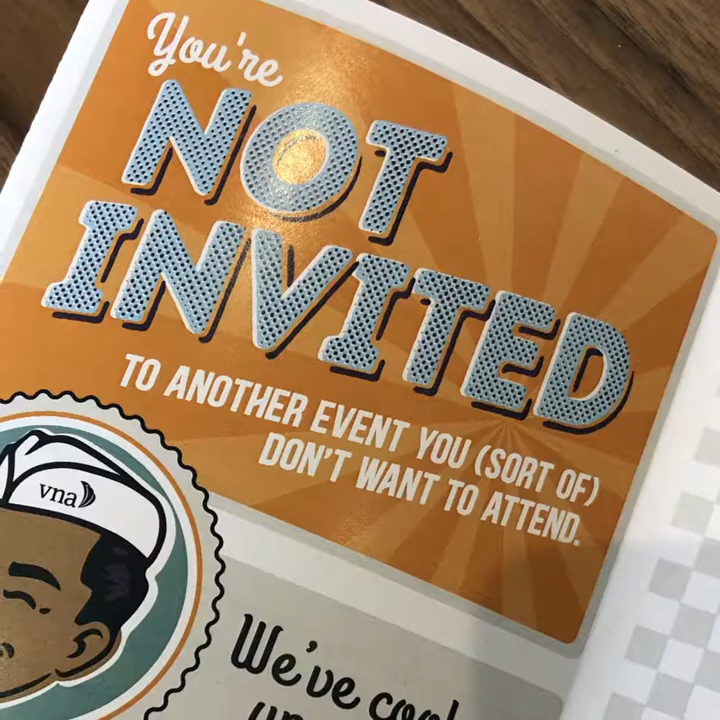 You're
NOT
INVITED
TO ANOTHER EVENT YOU (SORT OF)
DON'T WANT TO ATTEND.
vna
We've